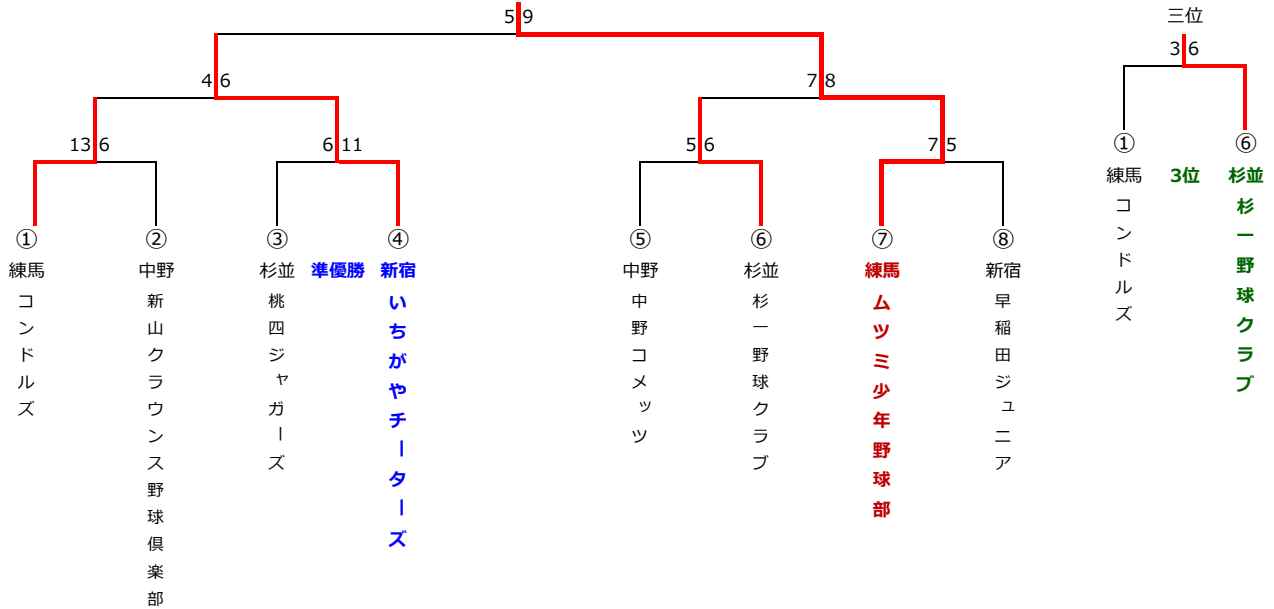 5 9
三位
3 6
4 6
7 8
13 6
6 11
5 6
7 5
①
練馬
コンドルズ
②
中野
新山クラウンス野球倶楽部
③
杉並
桃四ジャガーズ
準優勝
④
新宿
いちがやチーターズ
⑤
中野
中野コメッツ
⑥
杉並
杉一野球クラブ
⑦
練馬
ムツミ少年野球部
⑧
新宿
早稲田ジュニア
①
練馬
コンドルズ
3位
⑥
杉並
杉一野球クラブ